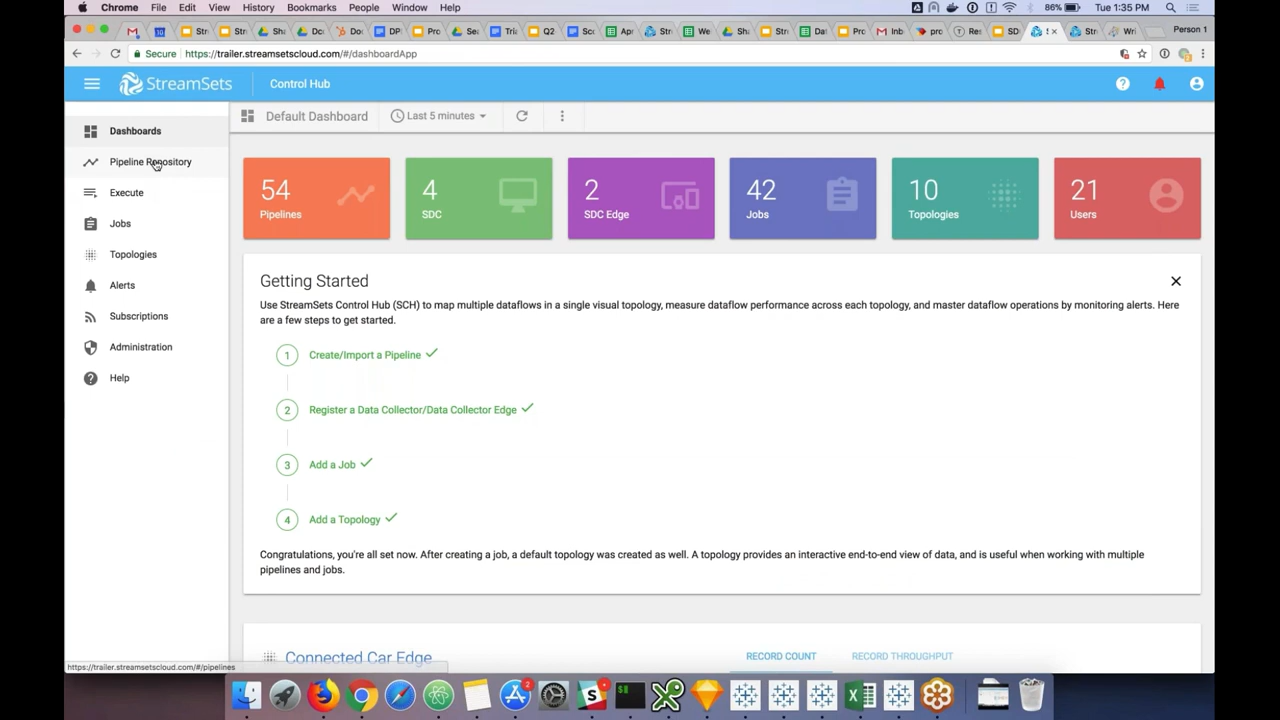 Chrome File Edit View History Bookmarks People Window Help 86% Tue 1:35 PM
Person 1
Secure https://trailer.streamsetscloud.com/#/dashboardApp
StreamSets Control Hub
Dashboards
Pipeline Repository
Execute
Jobs
Topologies
Alerts
Subscriptions
Administration
Help
Default Dashboard Last 5 minutes
54
Pipelines
4
SDC
2
SDC Edge
42
Jobs
10
Topologies
21
Users
Getting Started
Use StreamSets Control Hub (SCH) to map multiple dataflows in a single visual topology, measure dataflow performance across each topology, and master dataflow operations by monitoring alerts. Here
are a few steps to get started.
1 Create/Import a Pipeline
2 Register a Data Collector/Data Collector Edge
3 Add a Job
4 Add a Topology
Congratulations, you're all set now. After creating a job, a default topology was created as well. A topology provides an interactive end-to-end view of data, and is useful when working with multiple
pipelines and jobs.
Connected Car Edge RECORD COUNT RECORD THROUGHPUT
https://trailer.streamsetscloud.com/#/pipelines